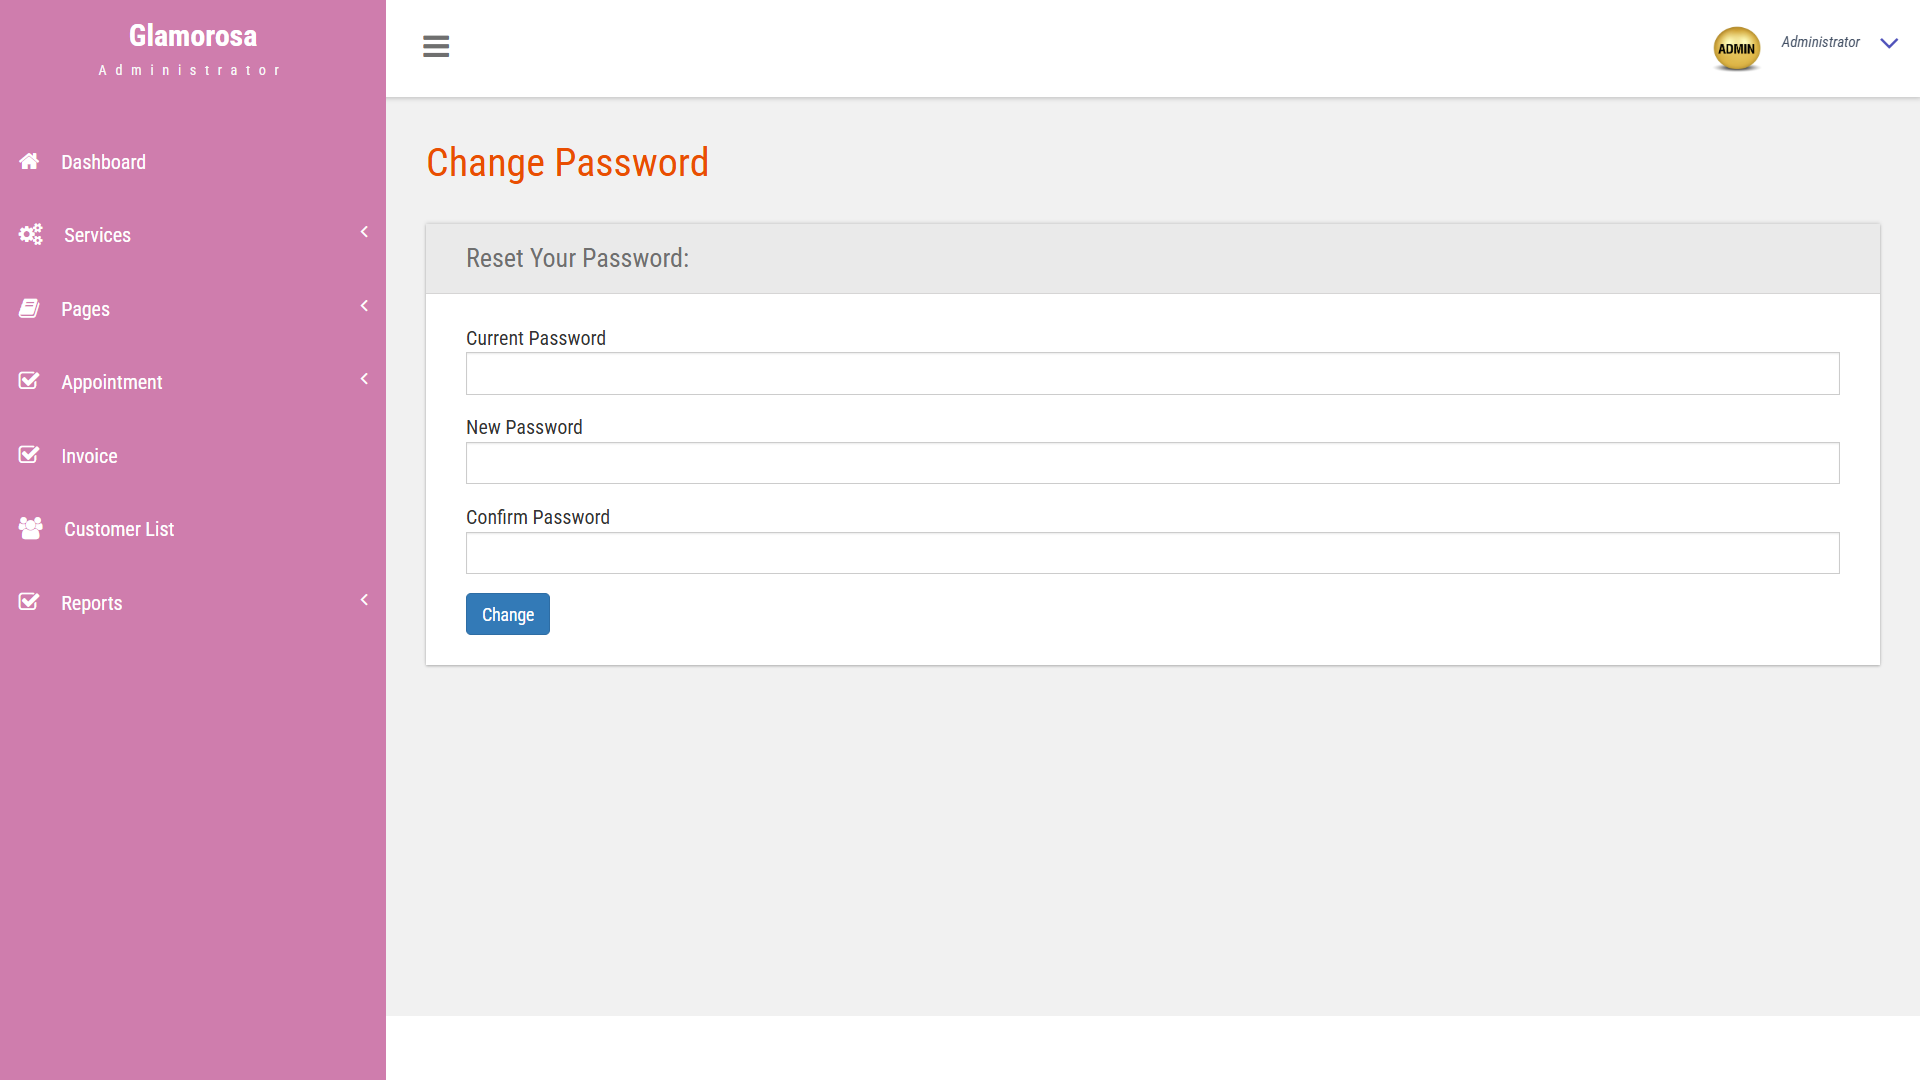 Glamorosa
Administrator
Dashboard
Services
Pages
Appointment
Invoice
Customer List
Reports
ADMIN
Administrator
Change Password
Reset Your Password:
Current Password
New Password
Confirm Password
Change